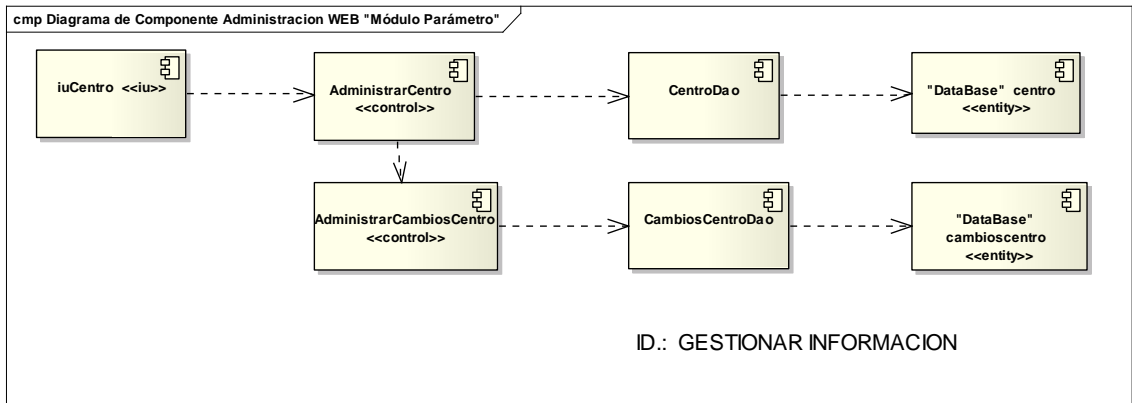 cmp Diagrama de Componente Administracion WEB "Módulo Parámetro"
iuCentro <<iu>>
AdministrarCentro
<<control>>
CentroDao
"DataBase" centro
<<entity>>
AdministrarCambiosCentro
<<control>>
CambiosCentroDao
"DataBase"
cambioscentro
<<entity>>
ID.: GESTIONAR INFORMACION